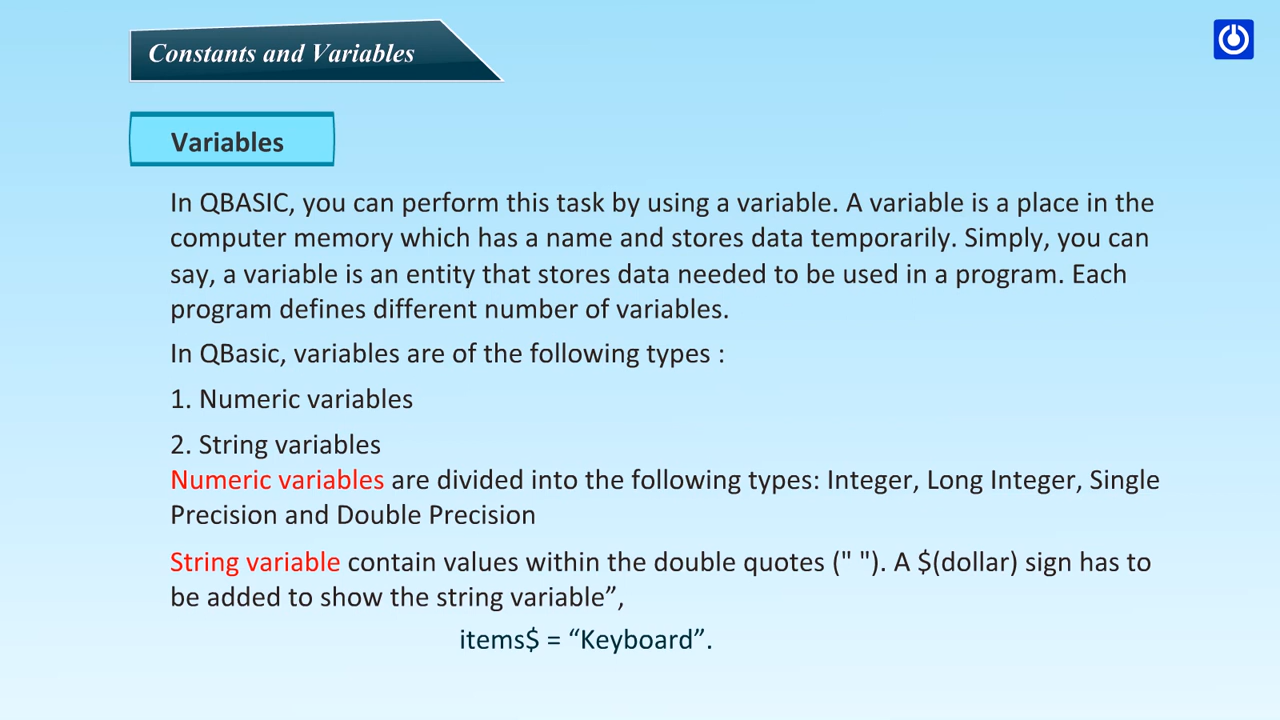 Constants and Variables
Variables
In QBASIC, you can perform this task by using a variable. A variable is a place in the
computer memory which has a name and stores data temporarily. Simply, you can
say, a variable is an entity that stores data needed to be used in a program. Each
program defines different number of variables.
In QBasic, variables are of the following types :
1. Numeric variables
2. String variables
Numeric variables are divided into the following types: Integer, Long Integer, Single
Precision and Double Precision
String variable contain values within the double quotes (" "). A $(dollar) sign has to
be added to show the string variable”,
items$ = “Keyboard”.